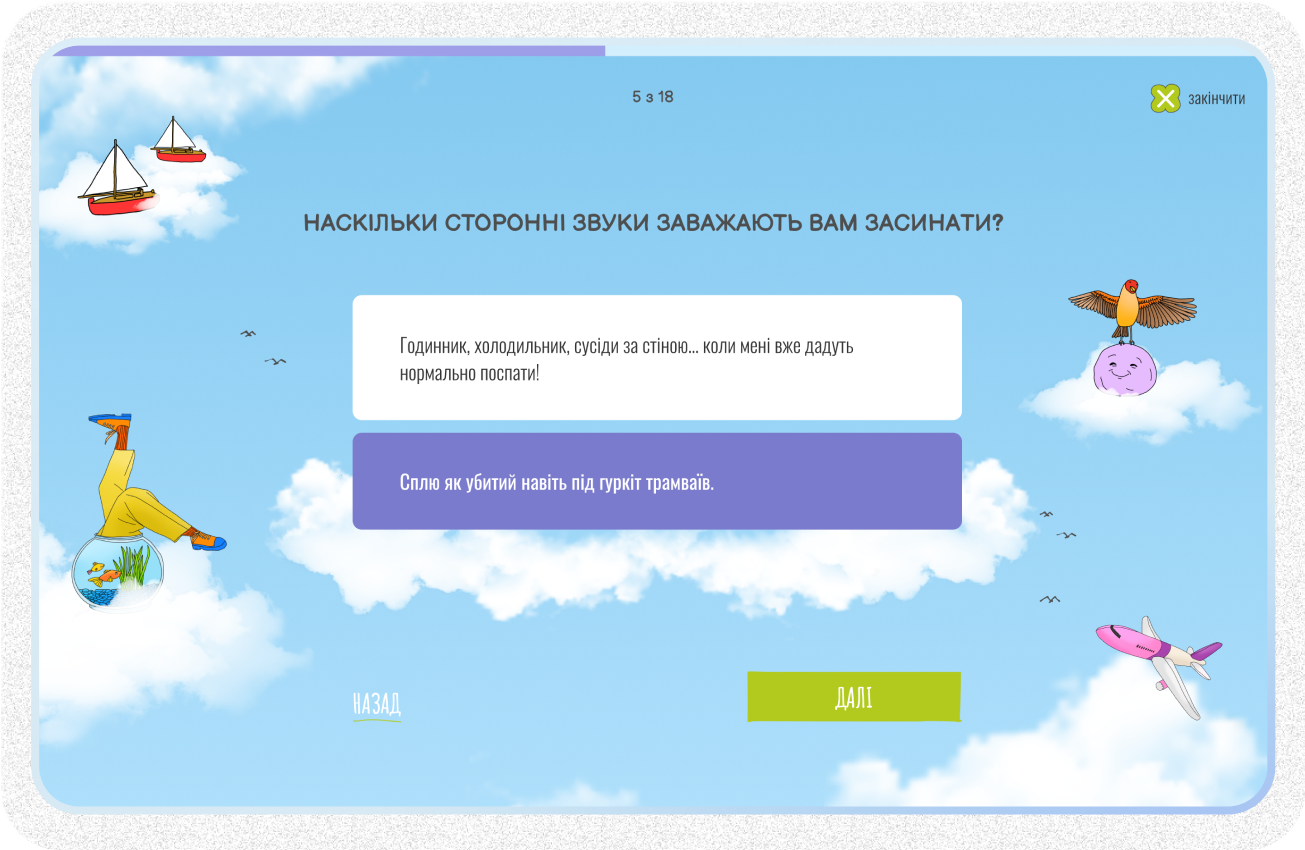 5 з 18
закінчити
НАСКІЛЬКИ СТОРОННІ ЗВУКИ ЗАВАЖАЮТЬ ВАМ ЗАСИНАТИ?
Годинник, холодильник, сусіди за стіною... коли мені вже дадуть
нормально поспати!
Сплю як убитий навіть під гуркіт трамваїв.
НАЗАД
ДАЛІ